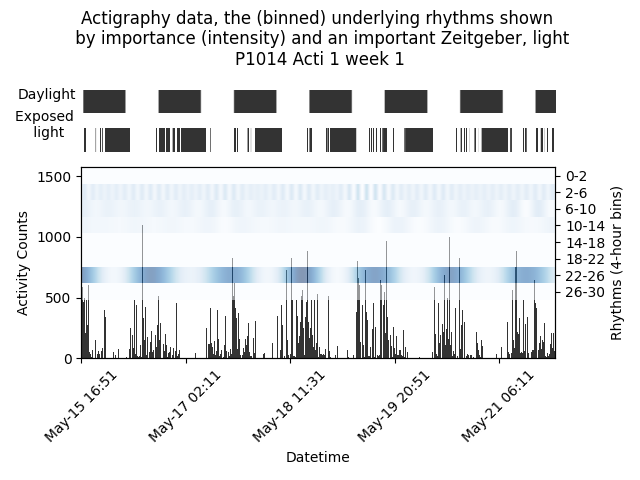 Actigraphy data, the (binned) underlying rhythms shown
by importance (intensity) and an important Zeitgeber, light
P1014 Acti 1 week 1
Daylight
Exposed
light
1500
1000
500
0
Activity Counts
0-2
2-6
6-10
10-14
14-18
18-22
22-26
26-30
Rhythms (4-hour bins)
May-15 16:51
May-17 02:11
May-18 11:31
May-19 20:51
May-21 06:11
Datetime